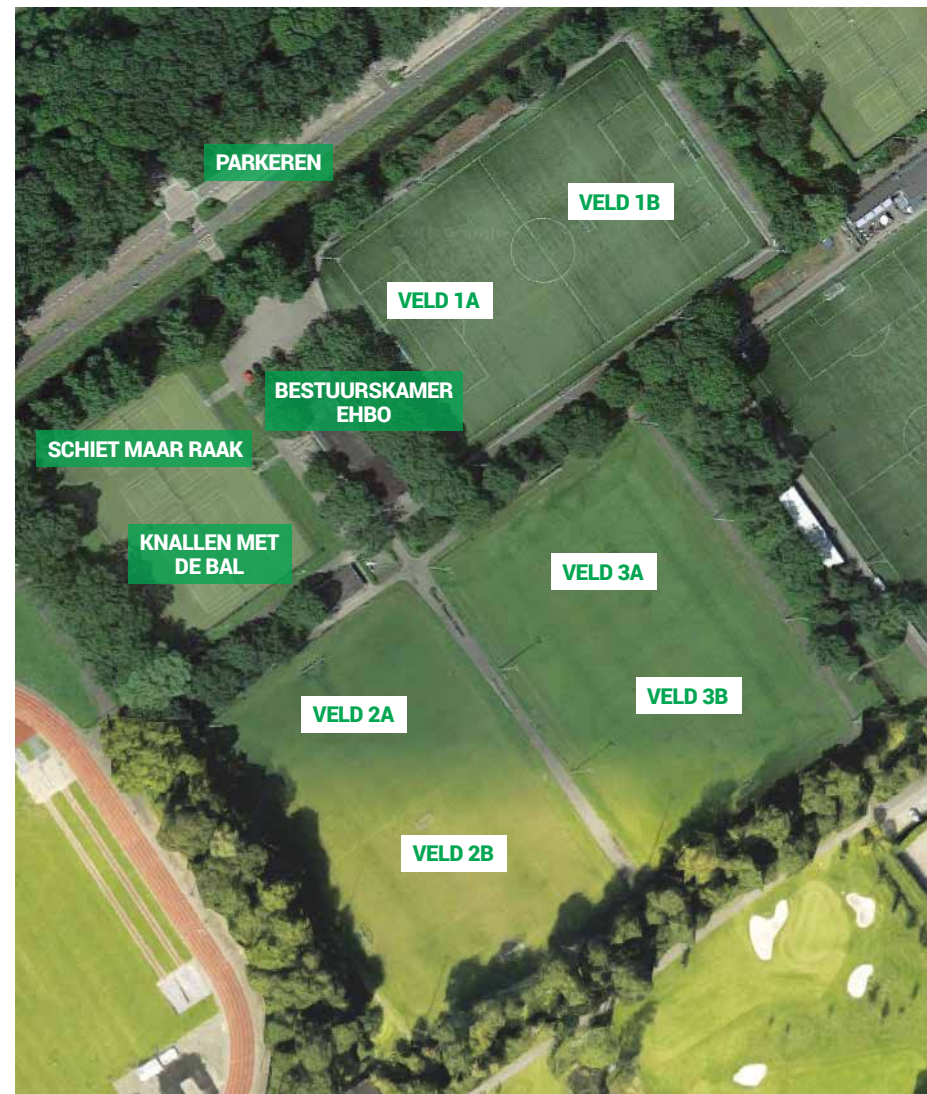 PARKEREN
VELD 1B
VELD 1A
BESTUURSKAMER
EHBO
SCHIET MAAR RAAK
KNALLEN MET
DE BAL
VELD 3A
VELD 3B
VELD 2A
VELD 2B